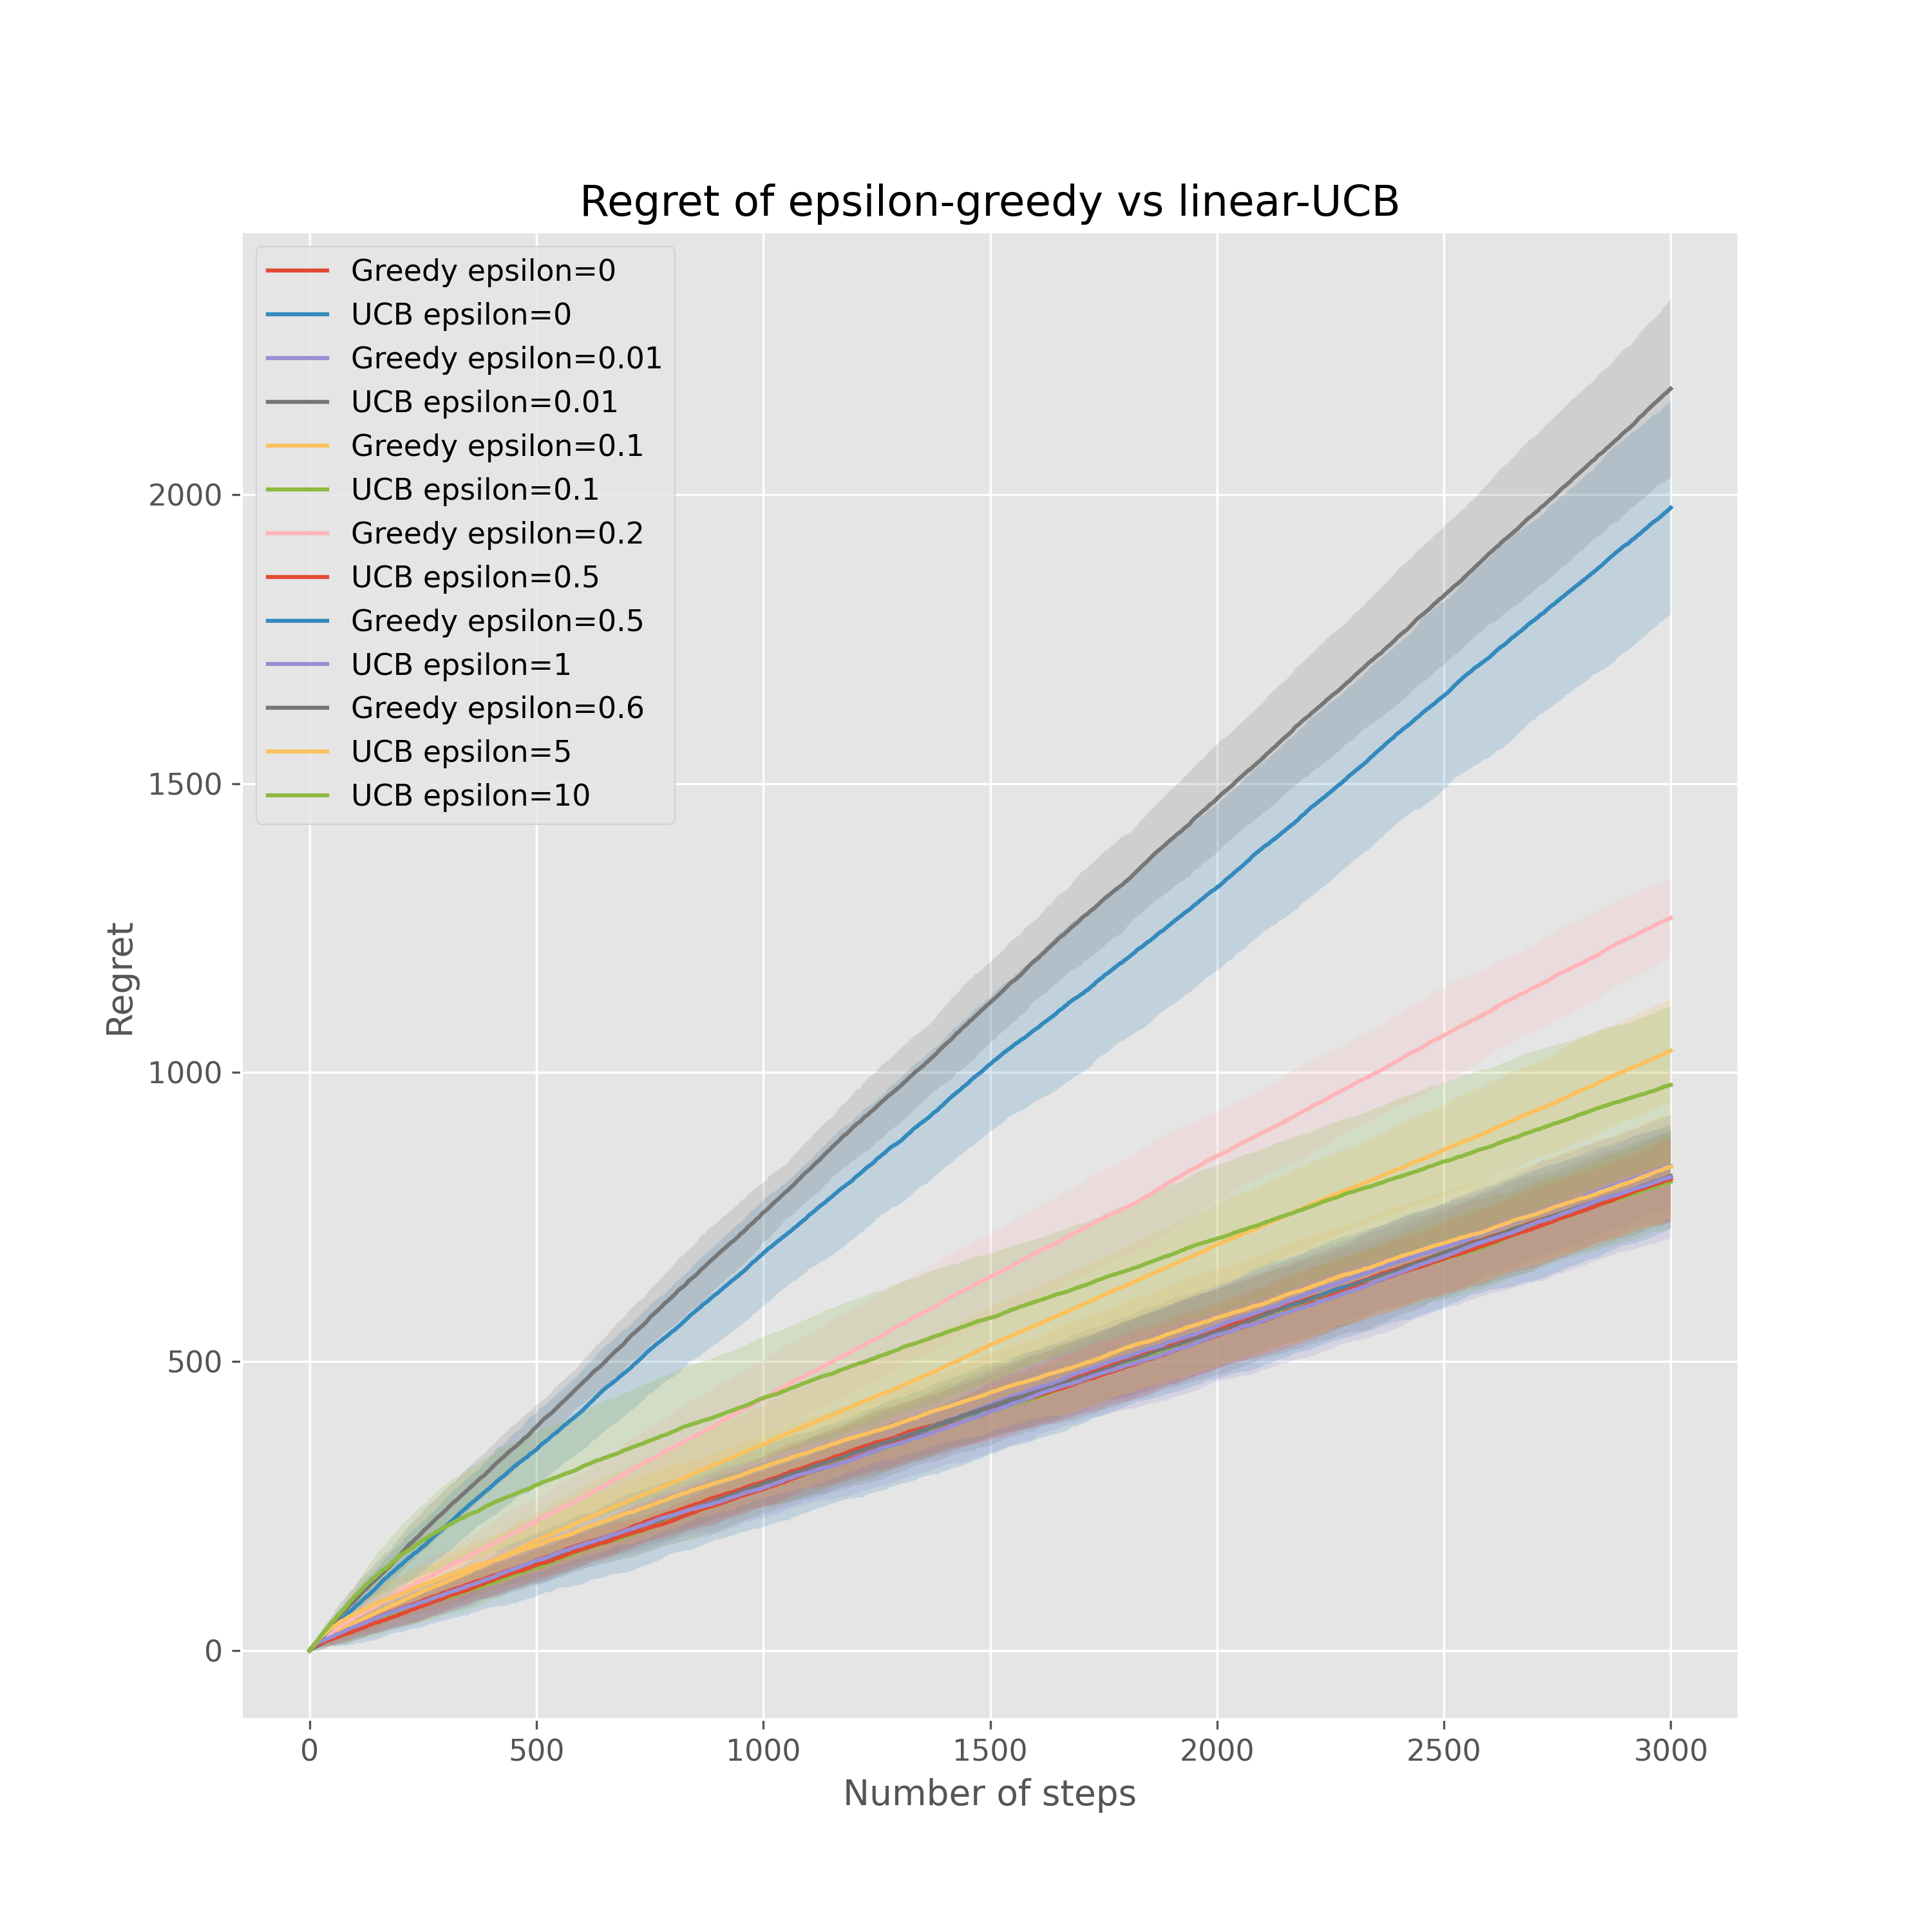 Regret of epsilon-greedy vs linear-UCB
Greedy epsilon=0
UCB epsilon=0
Greedy epsilon=0.01
UCB epsilon=0.01
Greedy epsilon=0.1
UCB epsilon=0.1
Greedy epsilon=0.2
UCB epsilon=0.5
Greedy epsilon=0.5
UCB epsilon=1
Greedy epsilon=0.6
UCB epsilon=5
UCB epsilon=10
2000
1500
1000
500
0
Regret
0 500 1000 1500 2000 2500 3000
Number of steps